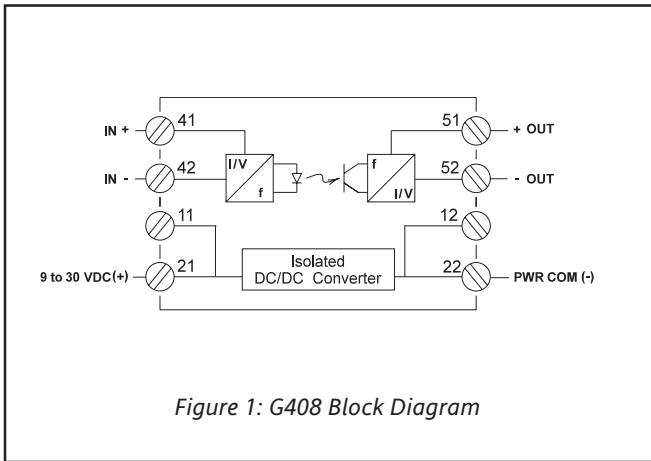 41
51
IN +
+ OUT
I/V
f
f
I/V
42
52
IN -
- OUT
11
12
Isolated
DC/DC Converter
21
22
9 to 30 VDC(+)
PWR COM (-)
Figure 1: G408 Block Diagram